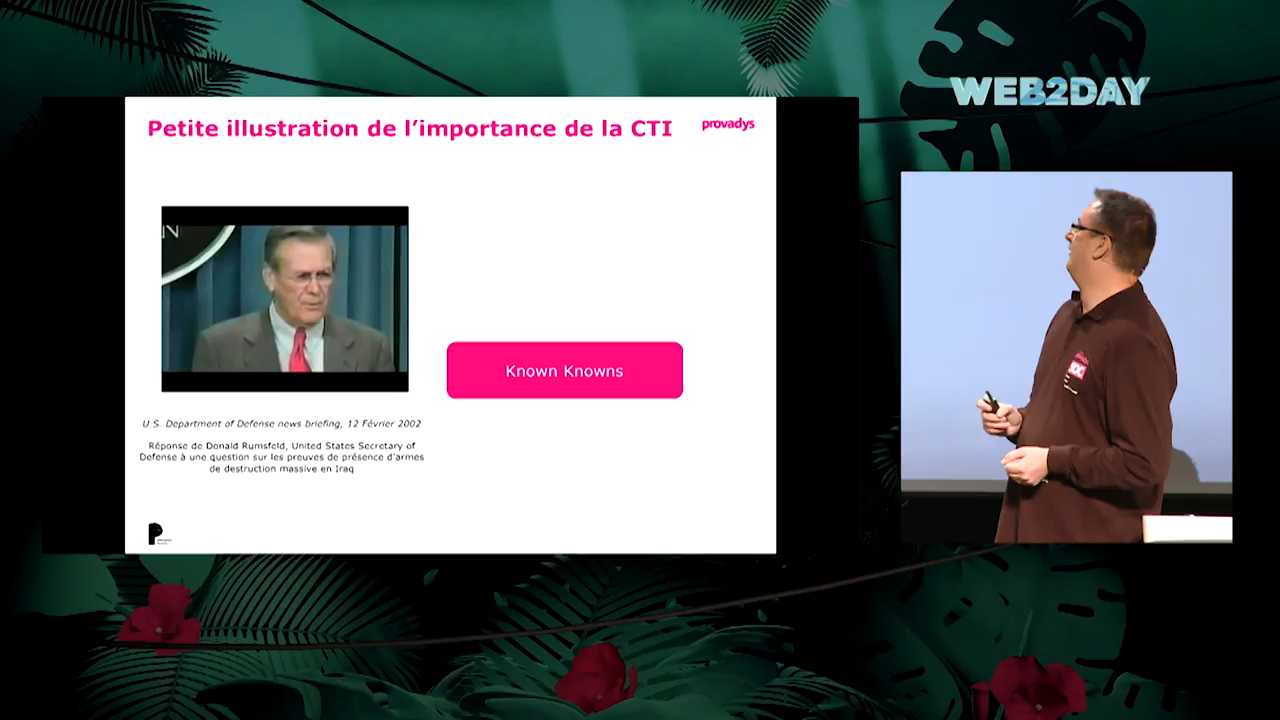 WEB2DAY
Petite illustration de l’importance de la CTI
provadys
N
Known Knowns
U.S. Department of Defense news briefing, 12 Février 2002
Réponse de Donald Rumsfeld, United States Secretary of
Defense à une question sur les preuves de présence d’armes
de destruction massive en Iraq
SOC